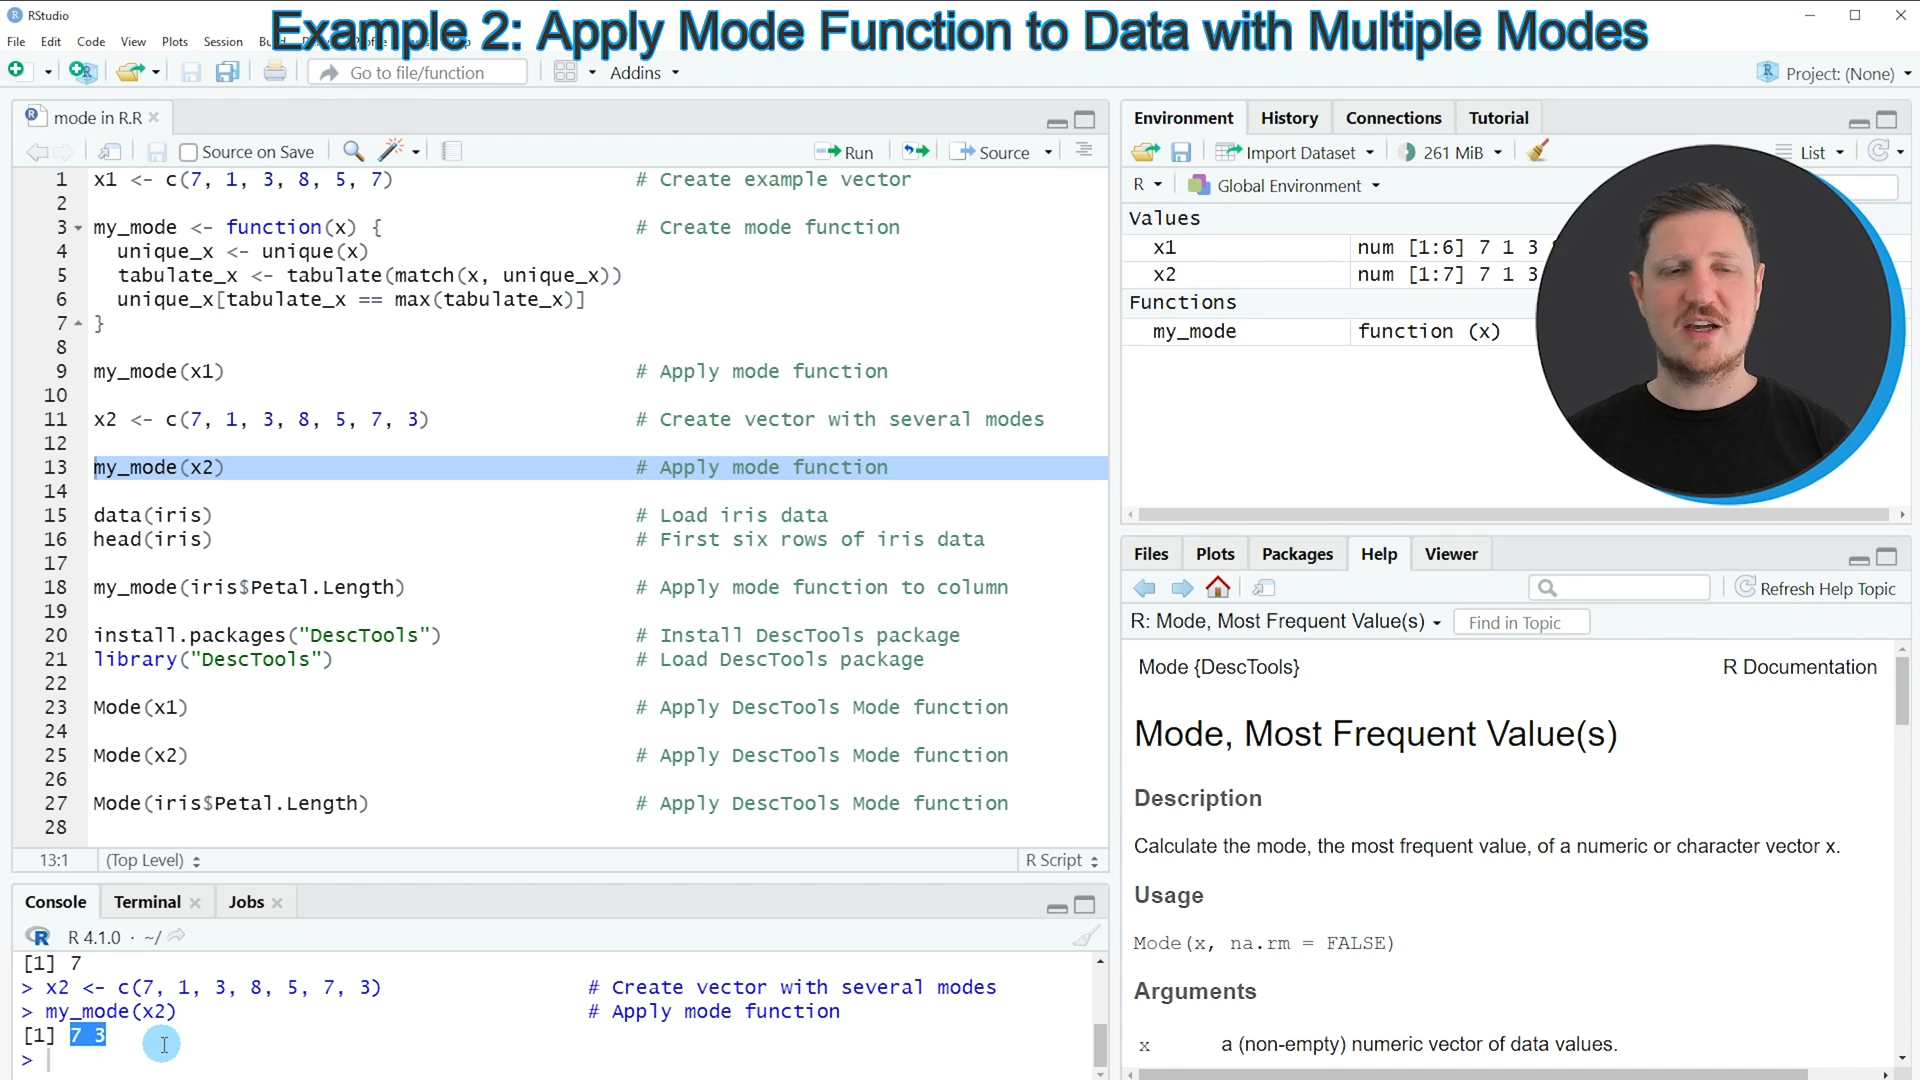 RStudio
Example 2: Apply Mode Function to Data with Multiple Modes
File Edit Code View Plots Session
Go to file/function
Addins
Project: (None)
mode in R.R
Source on Save
Run
Source
1 x1 <- c(7, 1, 3, 8, 5, 7) # Create example vector
2
3 my_mode <- function(x) { # Create mode function
4 unique_x <- unique(x)
5 tabulate_x <- tabulate(match(x, unique_x))
6 unique_x[tabulate_x == max(tabulate_x)]
7 }
8
9 my_mode(x1) # Apply mode function
10
11 x2 <- c(7, 1, 3, 8, 5, 7, 3) # Create vector with several modes
12
13 my_mode(x2) # Apply mode function
14
15 data(iris) # Load iris data
16 head(iris) # First six rows of iris data
17
18 my_mode(iris$Petal.Length) # Apply mode function to column
19
20 install.packages("DescTools") # Install DescTools package
21 library("DescTools") # Load DescTools package
22
23 Mode(x1) # Apply DescTools Mode function
24
25 Mode(x2) # Apply DescTools Mode function
26
27 Mode(iris$Petal.Length) # Apply DescTools Mode function
28
13:1 (Top Level) R Script
Console Terminal Jobs
R 4.1.0 · ~/
[1] 7
> x2 <- c(7, 1, 3, 8, 5, 7, 3) # Create vector with several modes
> my_mode(x2) # Apply mode function
[1] 7 3
>
Environment History Connections Tutorial
Import Dataset 261 MiB List
R Global Environment
Values
x1 num [1:6] 7 1 3
x2 num [1:7] 7 1 3
Functions
my_mode function (x)
Files Plots Packages Help Viewer
Refresh Help Topic
R: Mode, Most Frequent Value(s) Find in Topic
Mode {DescTools} R Documentation
Mode, Most Frequent Value(s)
Description
Calculate the mode, the most frequent value, of a numeric or character vector x.
Usage
Mode(x, na.rm = FALSE)
Arguments
x a (non-empty) numeric vector of data values.